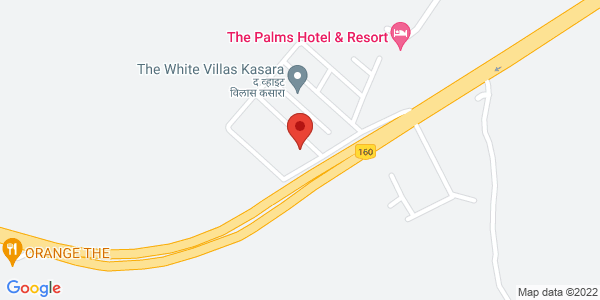 The Palms Hotel & Resort
The White Villas Kasara
द व्हाइट
विलास कसारा
160
ORANGE THE
Google
Map data ©2022